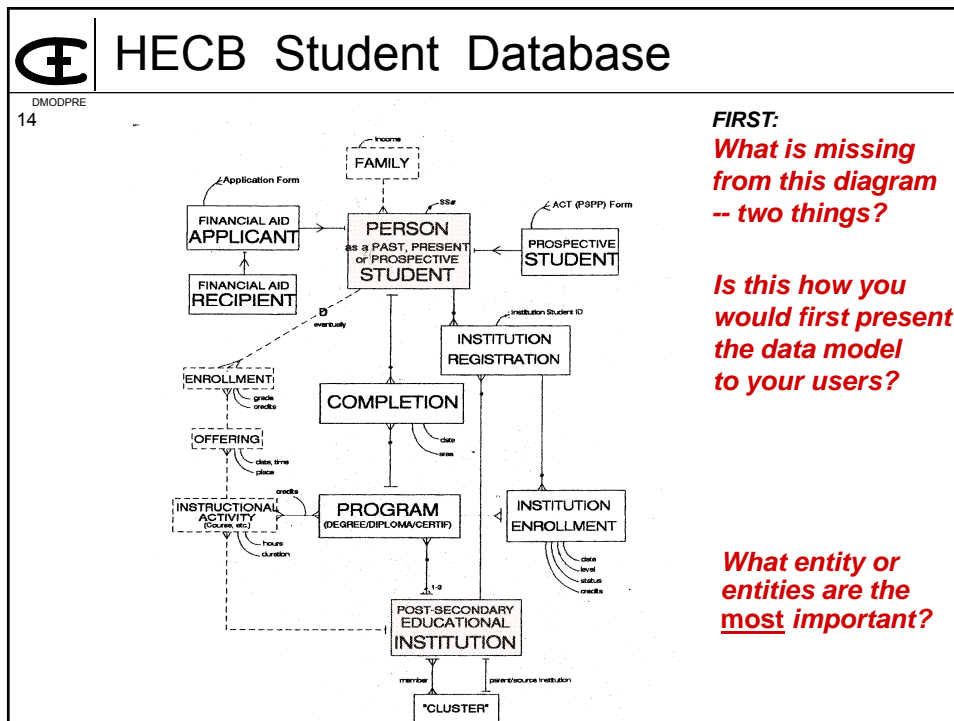 HECB Student Database
DMODPRE
14
FIRST:
What is missing
from this diagram
-- two things?
Is this how you
would first present
the data model
to your users?
What entity or
entities are the
most important?
income
FAMILY
Application Form
SS#
ACT (PSPP) Form
FINANCIAL AID
APPLICANT
PERSON
as a PAST, PRESENT
or PROSPECTIVE
STUDENT
PROSPECTIVE
STUDENT
FINANCIAL AID
RECIPIENT
D
eventually
Institution Student ID
INSTITUTION
REGISTRATION
ENROLLMENT
grade
credits
COMPLETION
date
area
OFFERING
date, time
place
credits
INSTRUCTIONAL
ACTIVITY
(Course, etc.)
hours
duration
PROGRAM
(DEGREE/DIPLOMA/CERTIF)
INSTITUTION
ENROLLMENT
date
level
status
credits
1-3
POST-SECONDARY
EDUCATIONAL
INSTITUTION
member
parent/source institution
"CLUSTER"